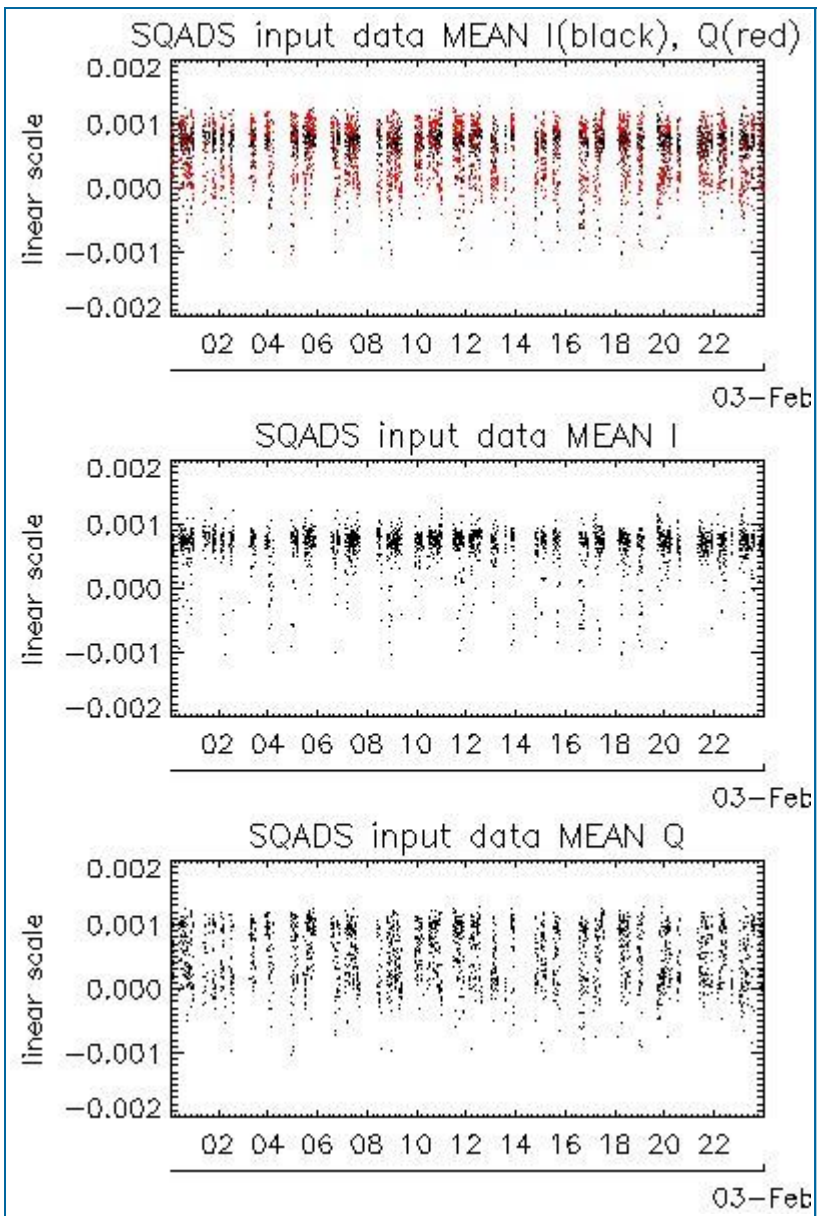 SQADS input data MEAN I(black), Q(red)
linear scale
0.002
0.001
0.000
−0.001
−0.002
02 04 06 08 10 12 14 16 18 20 22
03−Feb
SQADS input data MEAN I
linear scale
0.002
0.001
0.000
−0.001
−0.002
02 04 06 08 10 12 14 16 18 20 22
03−Feb
SQADS input data MEAN Q
linear scale
0.002
0.001
0.000
−0.001
−0.002
02 04 06 08 10 12 14 16 18 20 22
03−Feb